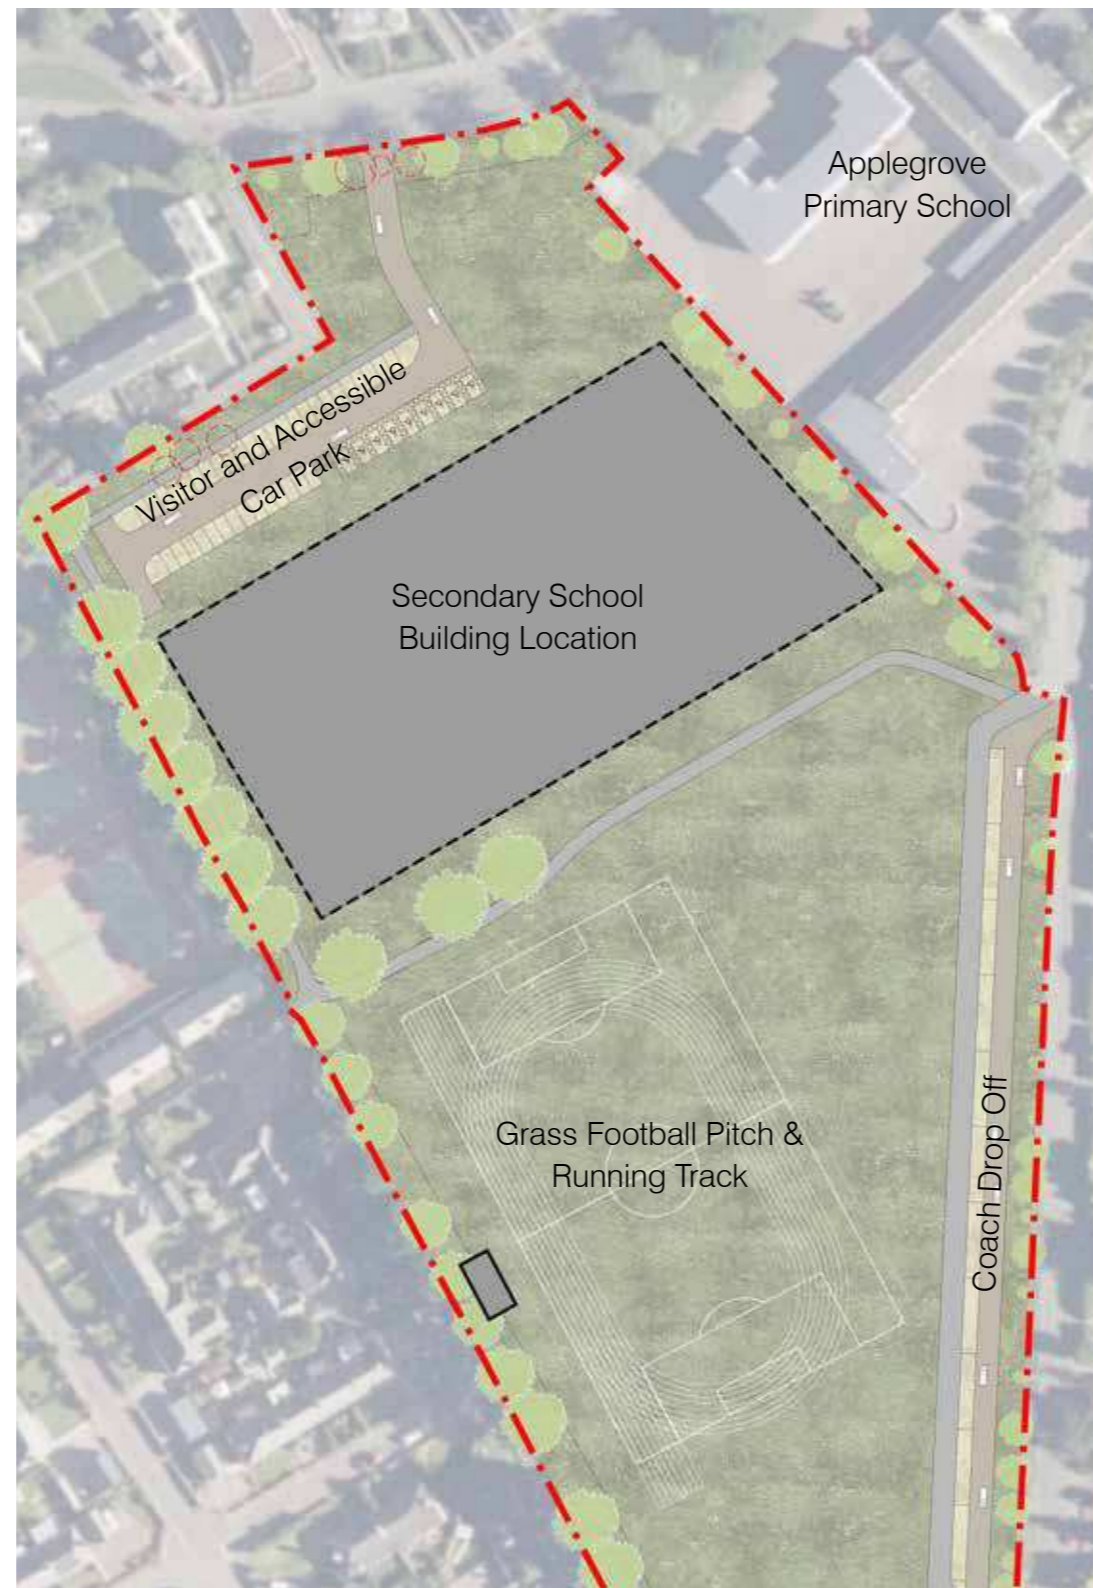 Applegrove
Primary School
Visitor and Accessible
Car Park
Secondary School
Building Location
Grass Football Pitch &
Running Track
Coach Drop Off